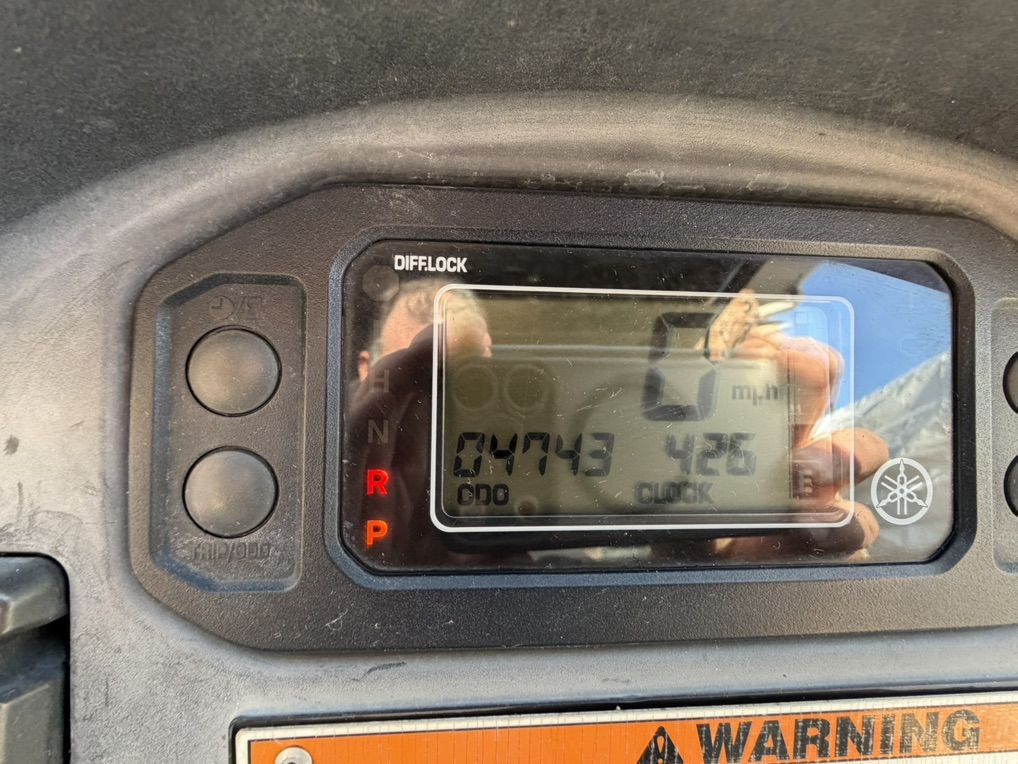 DIFF.LOCK
0
mph
H
N
04743 426
R
ODO CLOCK
P
TRIP/ODO
WARNING